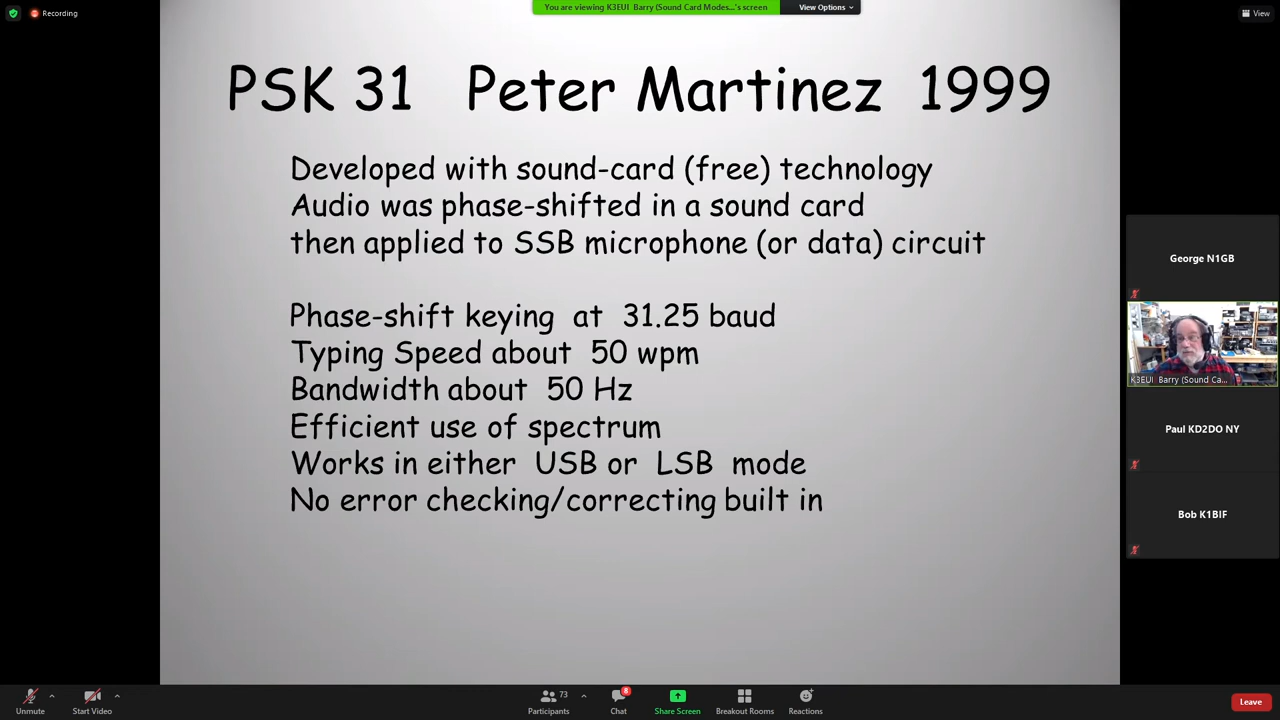 Recording
You are viewing K3EUI Barry (Sound Card Modes...'s screen
View Options
View
PSK 31 Peter Martinez 1999
Developed with sound-card (free) technology
Audio was phase-shifted in a sound card
then applied to SSB microphone (or data) circuit
Phase-shift keying at 31.25 baud
Typing Speed about 50 wpm
Bandwidth about 50 Hz
Efficient use of spectrum
Works in either USB or LSB mode
No error checking/correcting built in
George N1GB
K3EUI Barry (Sound Ca...
Paul KD2DO NY
Bob K1BIF
Unmute
Start Video
Participants
73
Chat
8
Share Screen
Breakout Rooms
Reactions
Leave